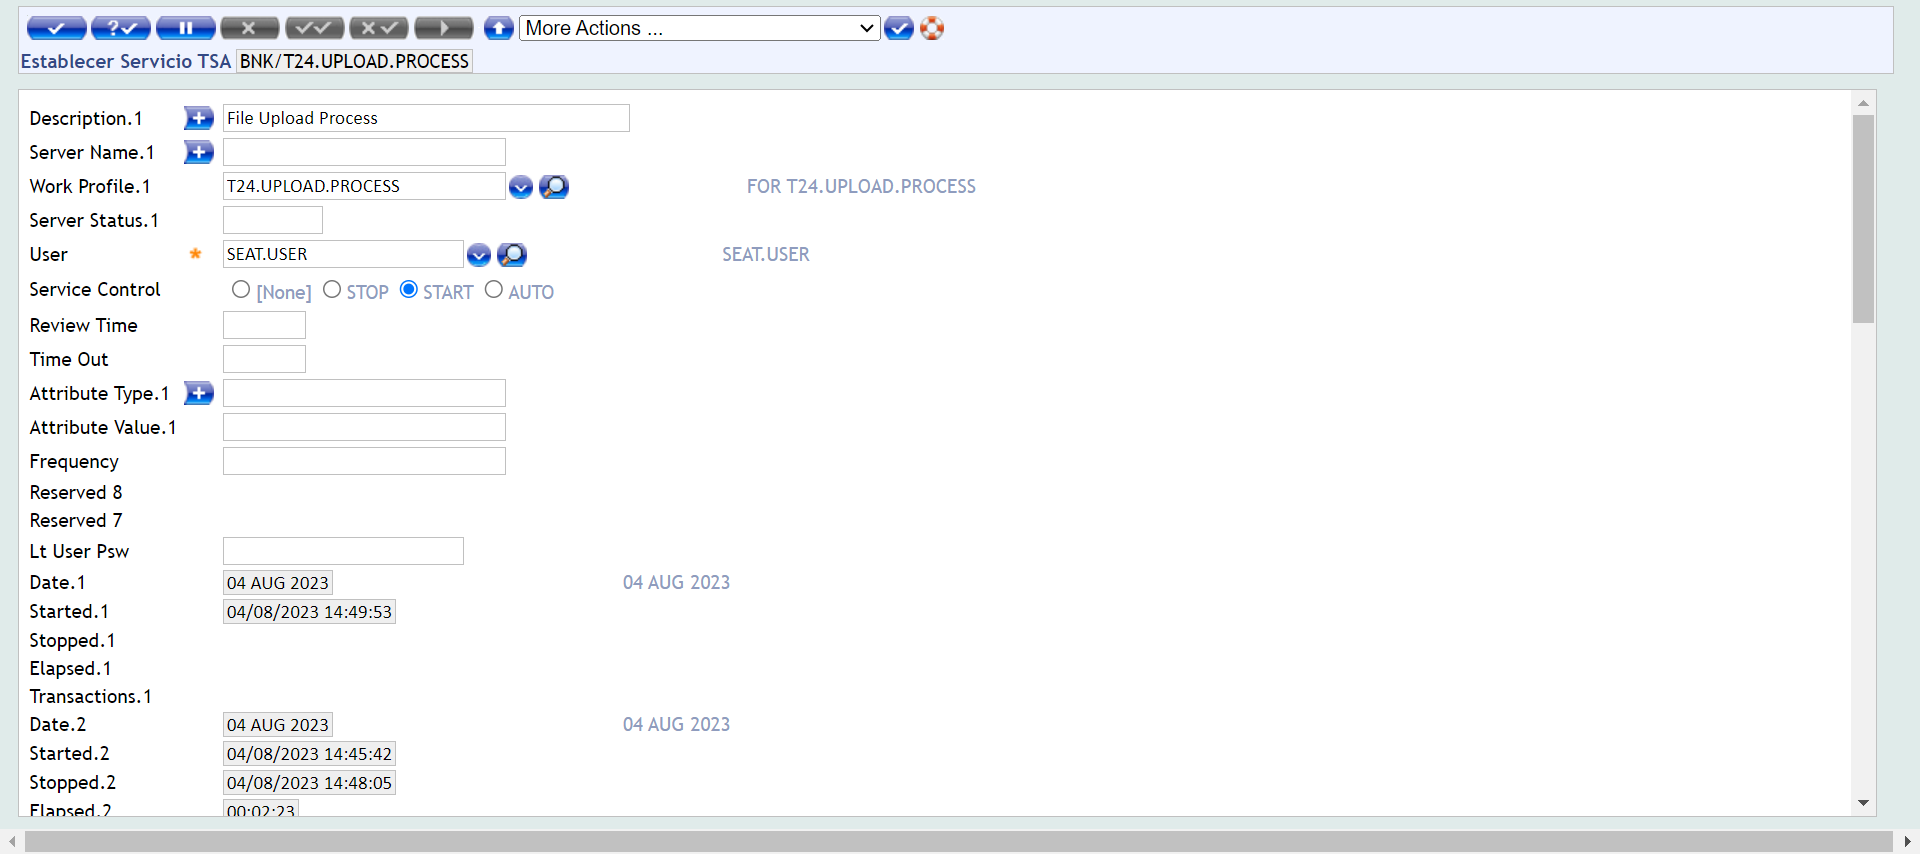 More Actions ...
Establecer Servicio TSA BNK/T24.UPLOAD.PROCESS
Description.1 File Upload Process
Server Name.1
Work Profile.1 T24.UPLOAD.PROCESS FOR T24.UPLOAD.PROCESS
Server Status.1
User * SEAT.USER SEAT.USER
Service Control [None] STOP START AUTO
Review Time
Time Out
Attribute Type.1
Attribute Value.1
Frequency
Reserved 8
Reserved 7
Lt User Psw
Date.1 04 AUG 2023 04 AUG 2023
Started.1 04/08/2023 14:49:53
Stopped.1
Elapsed.1
Transactions.1
Date.2 04 AUG 2023 04 AUG 2023
Started.2 04/08/2023 14:45:42
Stopped.2 04/08/2023 14:48:05
Elapsed.2 00:02:23